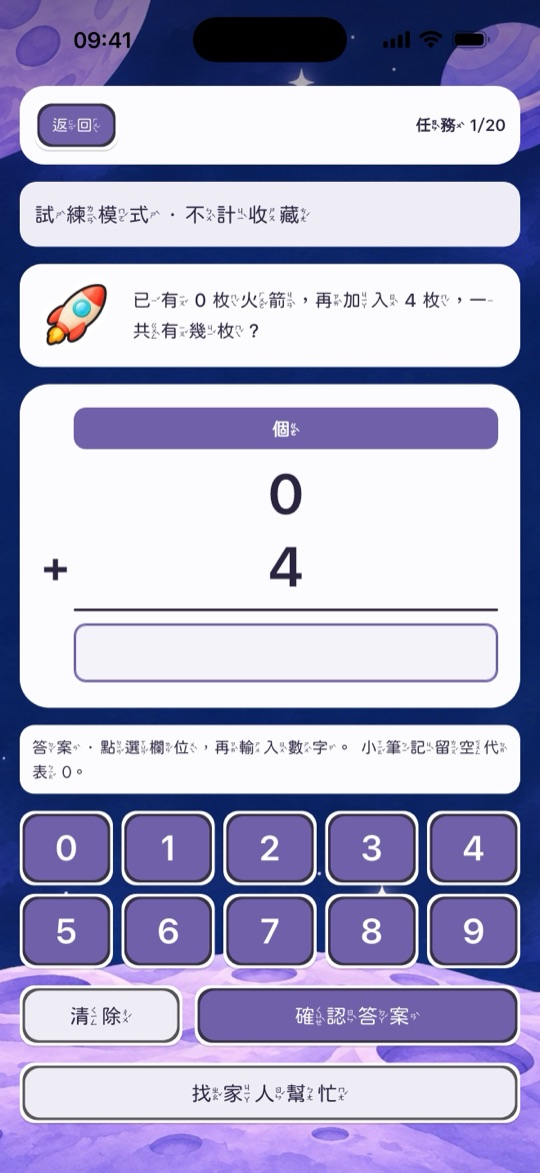 09:41
返回
任務 1/20
試練模式 · 不計收藏
已有 0 枚火箭，再加入 4 枚，一
共有幾枚？
個
0
+ 4
答案 · 點選欄位，再輸入數字。 小筆記留空代
表 0。
0 1 2 3 4
5 6 7 8 9
清除 確認答案
找家人幫忙